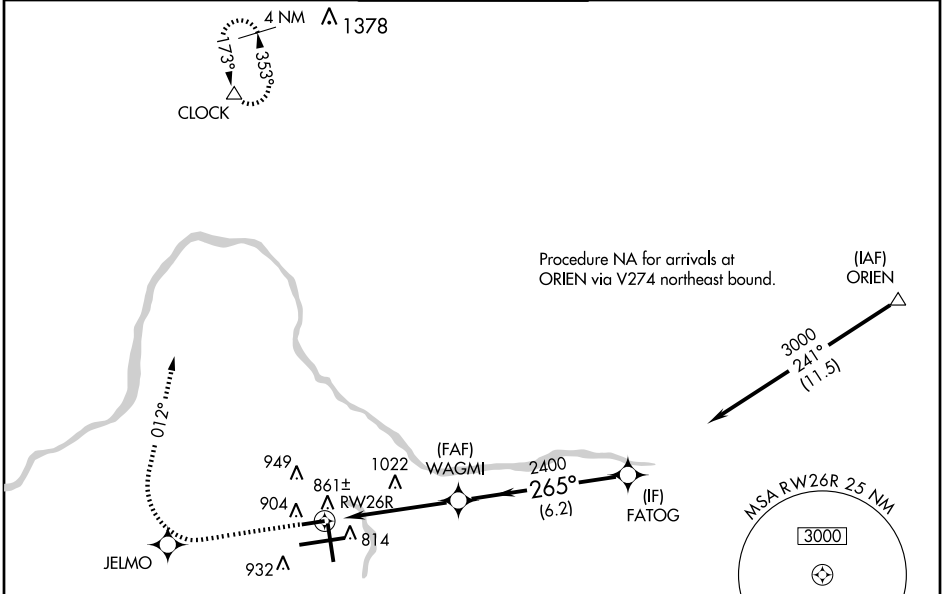 4 NM
1378
173°
353°
CLOCK
Procedure NA for arrivals at
ORIEN via V274 northeast bound.
(IAF)
ORIEN
3000
241°
(11.5)
012°
949
1022
(FAF)
WAGMI
2400
265°
(6.2)
(IF)
FATOG
861±
RW26R
904
814
JELMO
932
MSA RW26R 25 NM
3000